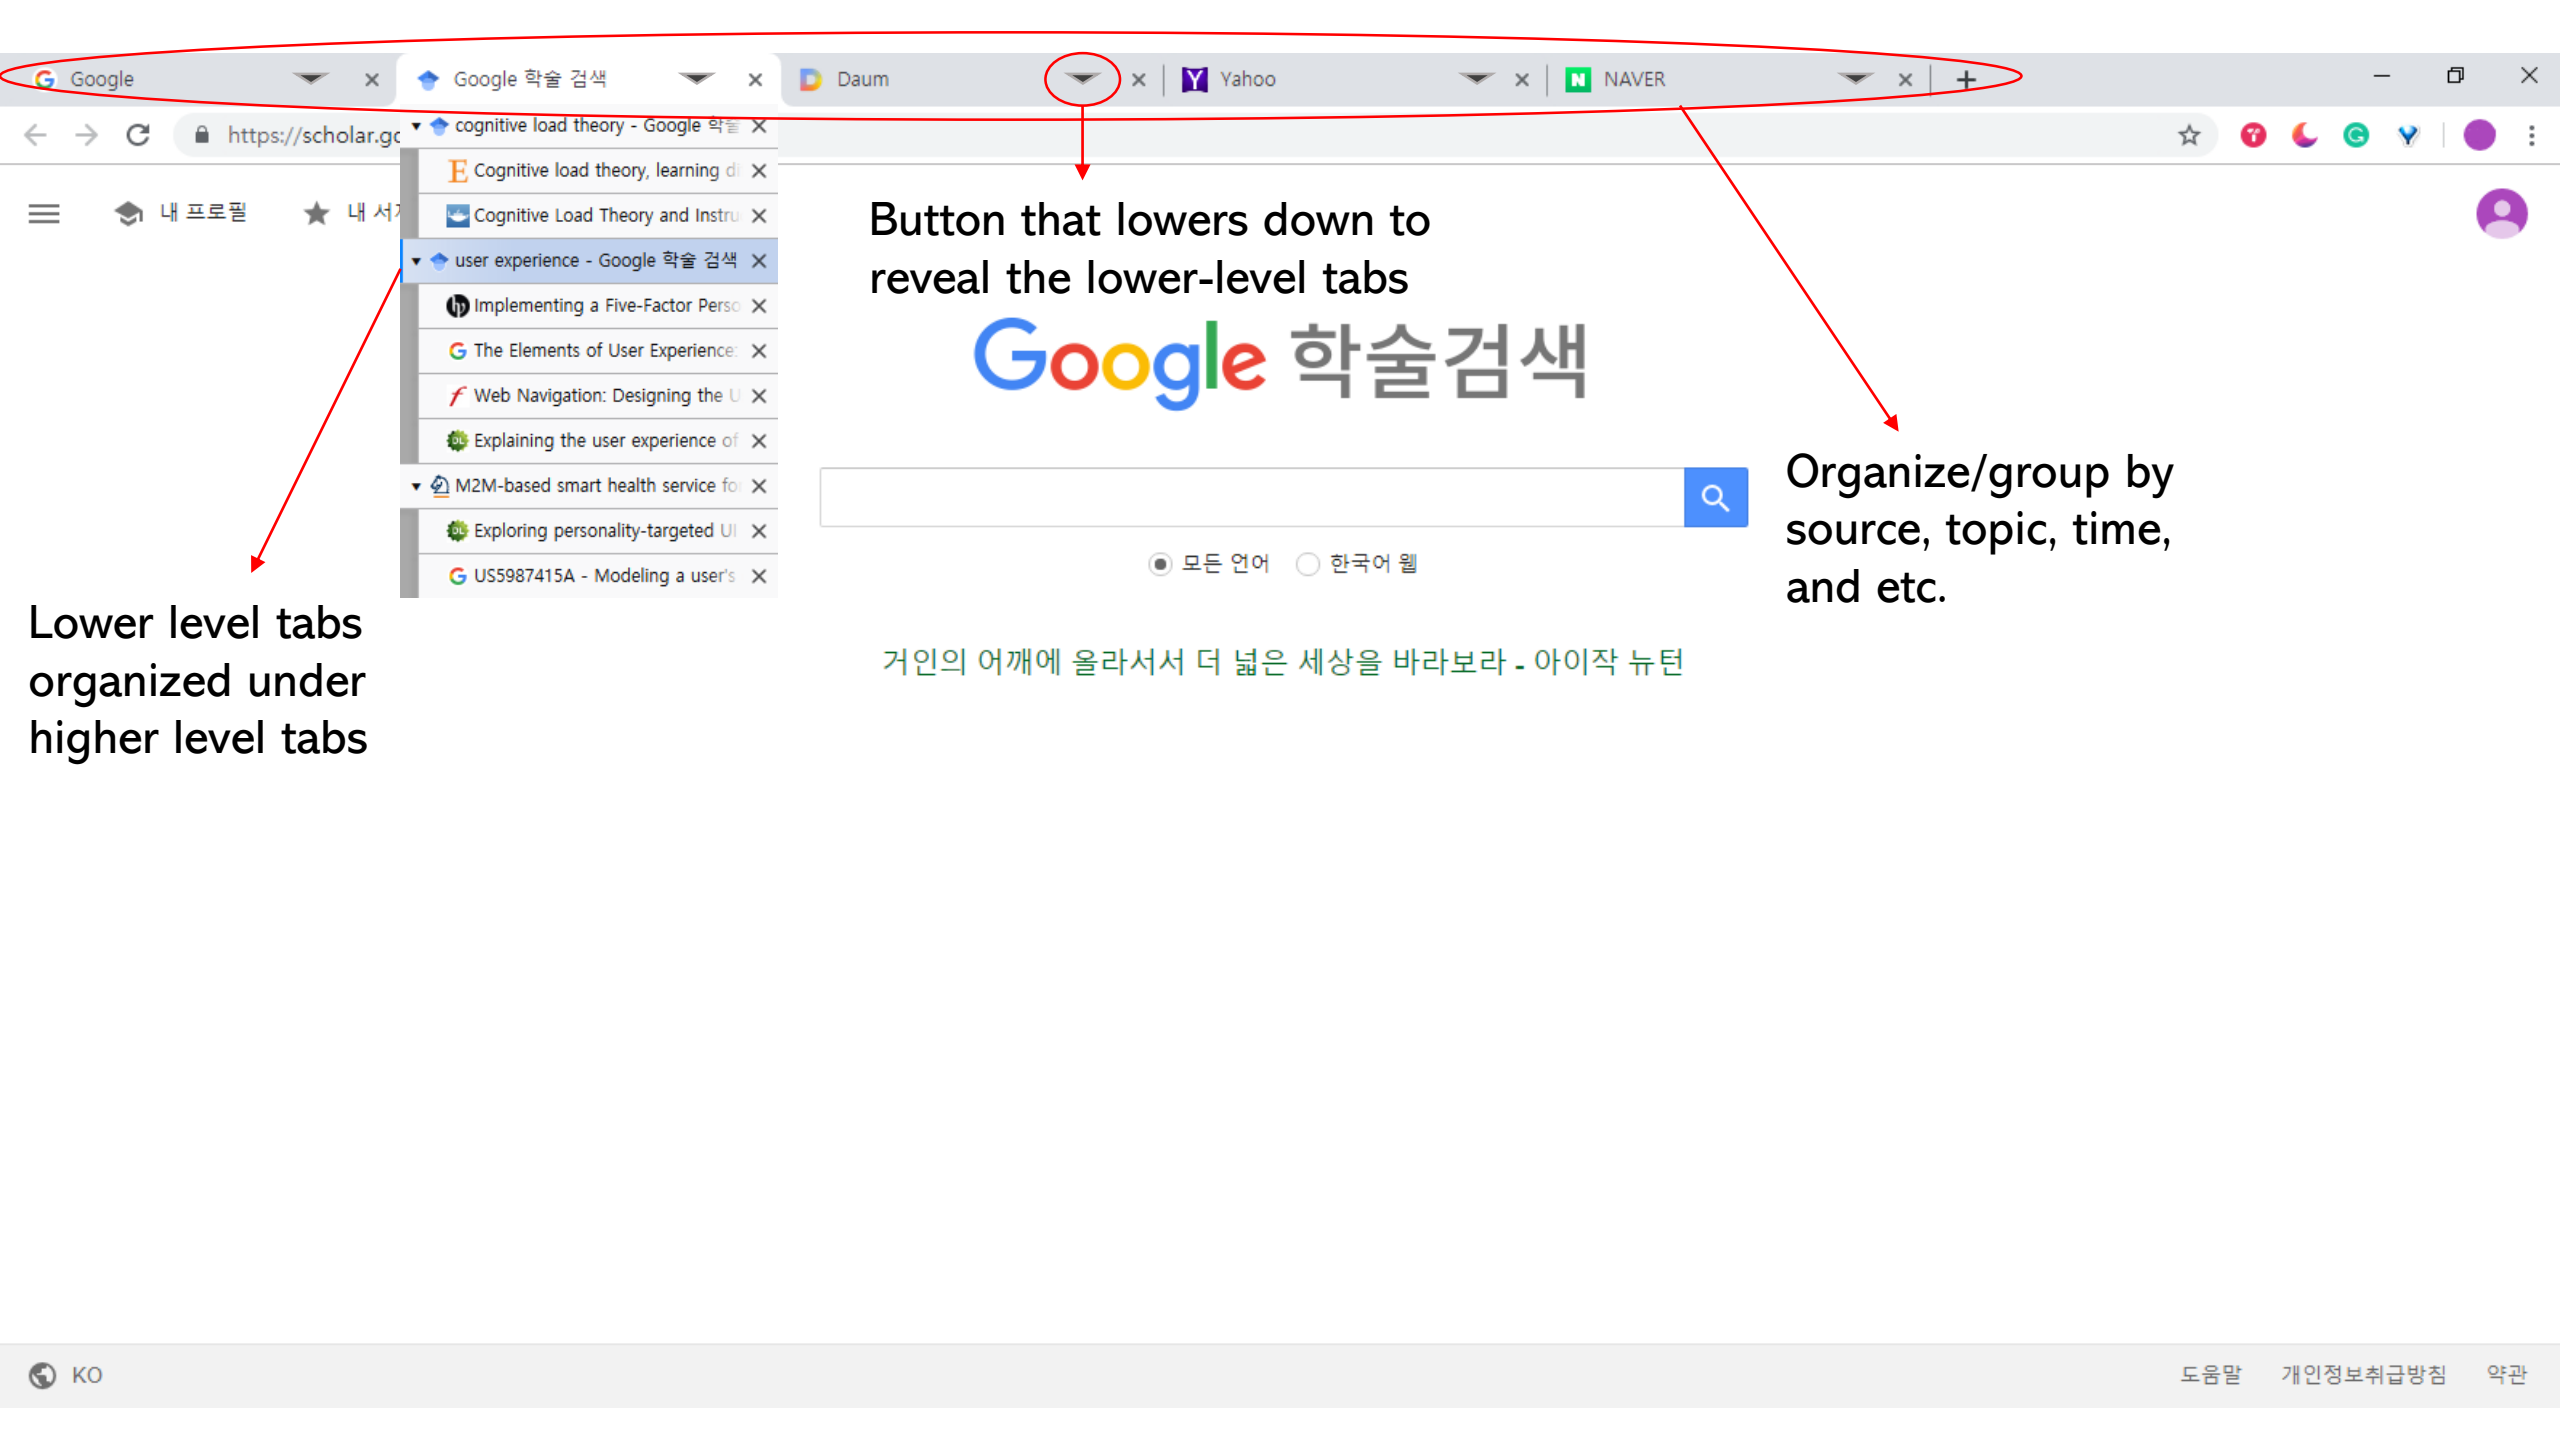 Google
Google 학술 검색
Daum
Yahoo
NAVER
https://scholar.go
cognitive load theory - Google 학술
Cognitive load theory, learning di
Cognitive Load Theory and Instru
user experience - Google 학술 검색
Implementing a Five-Factor Perso
The Elements of User Experience:
Web Navigation: Designing the U
Explaining the user experience of
M2M-based smart health service for
Exploring personality-targeted UI
US5987415A - Modeling a user's
내 프로필
내 서
Button that lowers down to
reveal the lower-level tabs
Google 학술검색
모든 언어 한국어 웹
거인의 어깨에 올라서서 더 넓은 세상을 바라보라 - 아이작 뉴턴
Organize/group by
source, topic, time,
and etc.
Lower level tabs
organized under
higher level tabs
KO
도움말 개인정보취급방침 약관